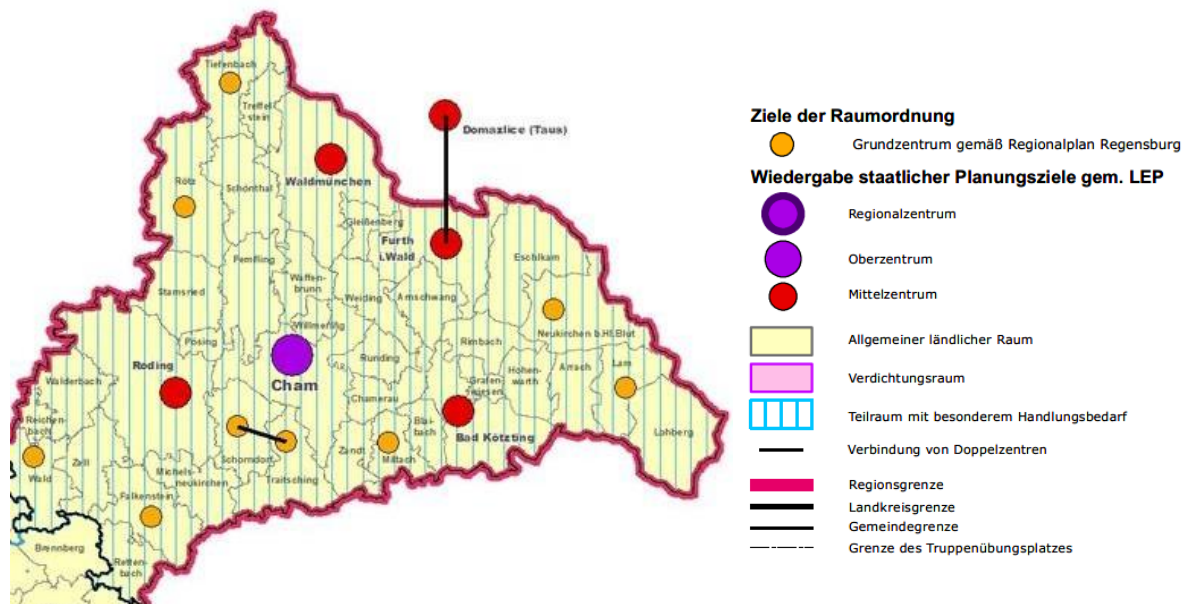 Tiefenbach
Treffel
stein
Domazlice (Taus)
Waldmünchen
Rötz
Schönthal
Gleißenberg
Furth
i.Wald
Eschlkam
Pemfling
Waffen-
brunn
Stamsried
Weiding
Arnschwang
Willmering
Neukirchen b.Hl.Blut
Pösing
Rimbach
Runding
Roding
Hohen-
warth
Arrach
Lam
Walderbach
Cham
Grafen-
wiesen
Chamerau
Reichen-
bach
Blai-
bach
Lohberg
Bad Kötzting
Zell
Schorndorf
Zandt
Miltach
Wald
Michels-
neukirchen
Traitsching
Falkenstein
Brennberg
Retten-
bach
Ziele der Raumordnung
Grundzentrum gemäß Regionalplan Regensburg
Wiedergabe staatlicher Planungsziele gem. LEP
Regionalzentrum
Oberzentrum
Mittelzentrum
Allgemeiner ländlicher Raum
Verdichtungsraum
Teilraum mit besonderem Handlungsbedarf
Verbindung von Doppelzentren
Regionsgrenze
Landkreisgrenze
Gemeindegrenze
Grenze des Truppenübungsplatzes